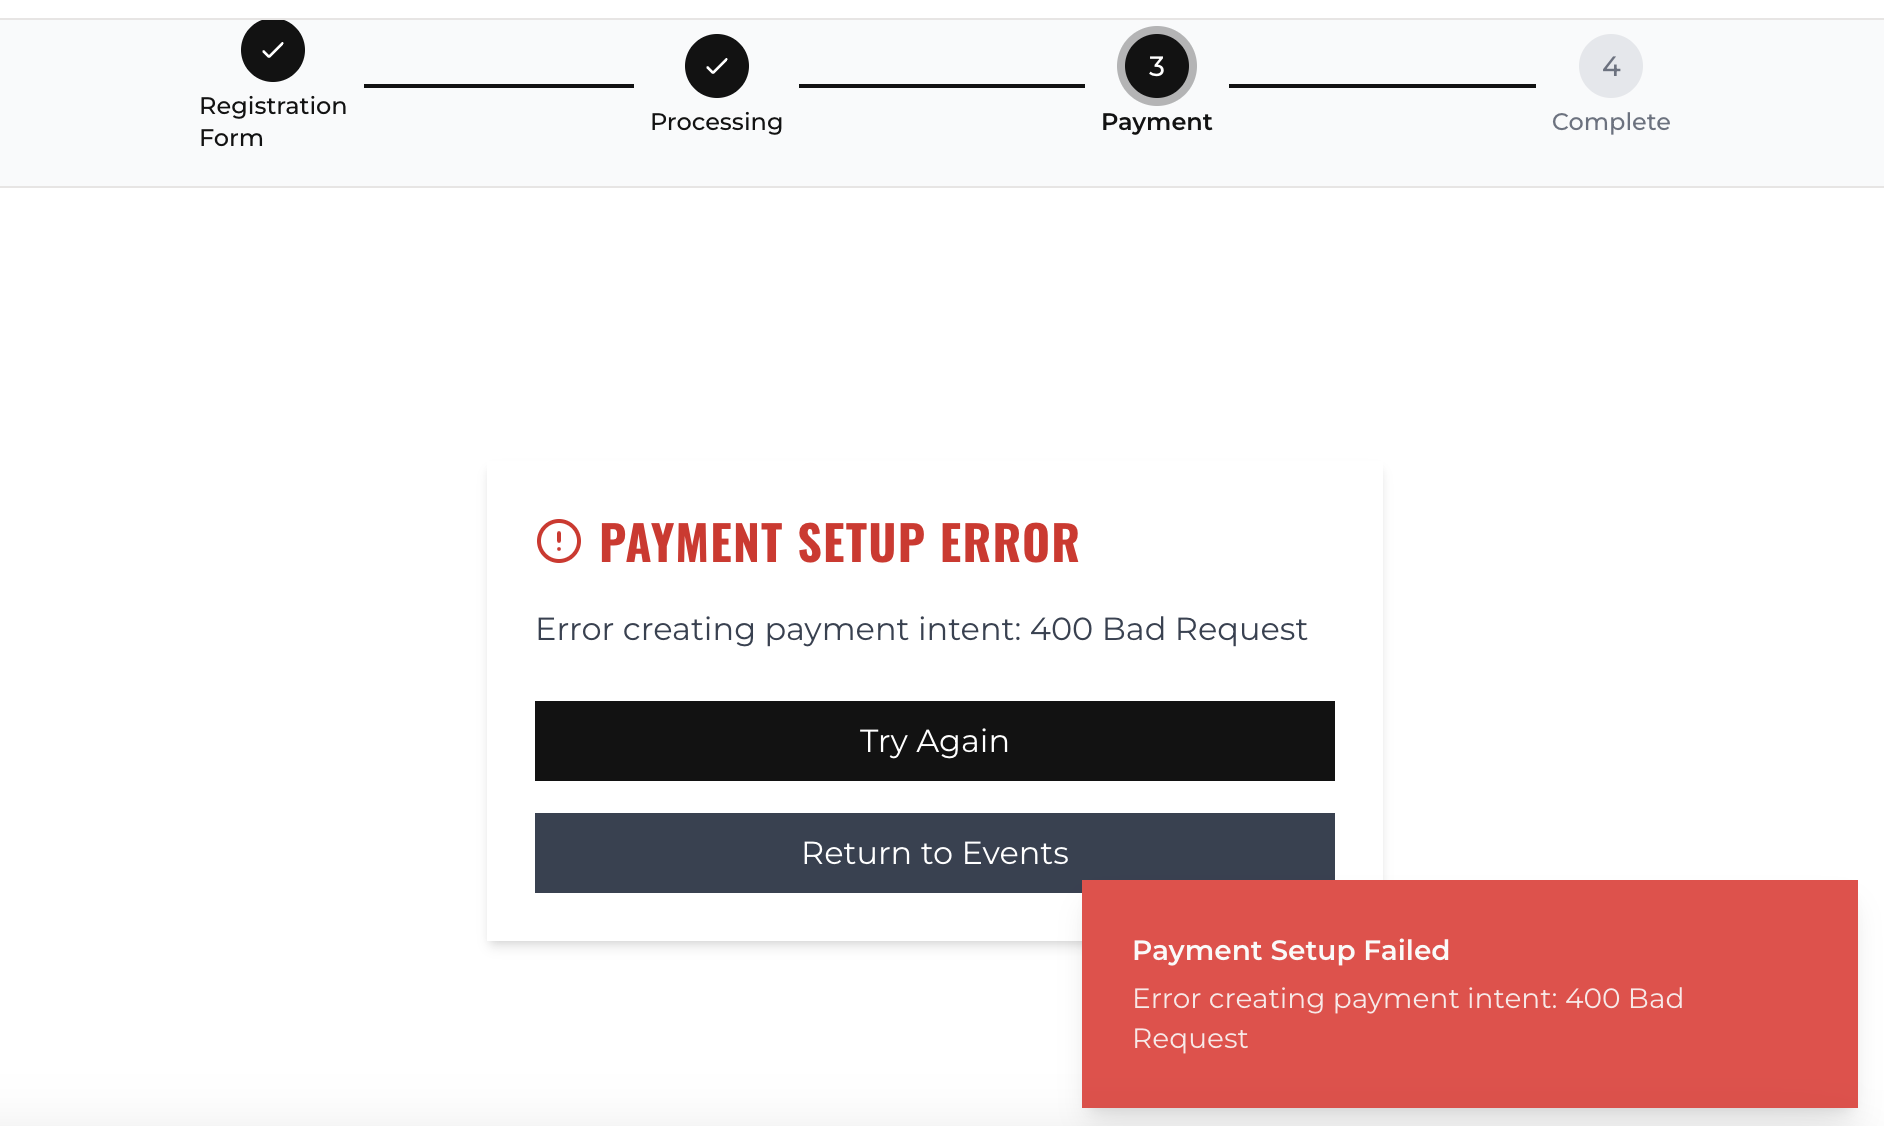 Registration
Form
Processing
3
Payment
4
Complete
PAYMENT SETUP ERROR
Error creating payment intent: 400 Bad Request
Try Again
Return to Events
Payment Setup Failed
Error creating payment intent: 400 Bad
Request